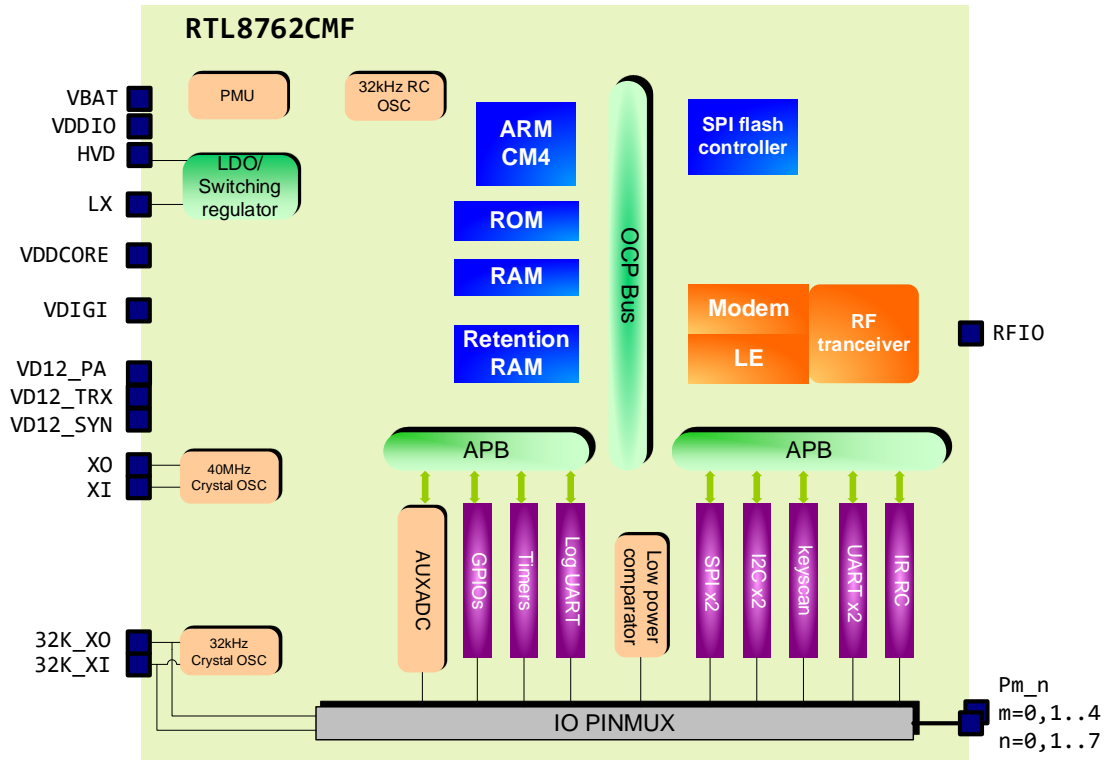 RTL8762CMF
VBAT
VDDIO
HVD
LX
VDDCORE
VDIGI
VD12_PA
VD12_TRX
VD12_SYN
XO
XI
32K_XO
32K_XI
PMU
32kHz RC
OSC
LDO/
Switching
regulator
ARM
CM4
ROM
RAM
Retention
RAM
OCP Bus
SPI flash
controller
Modem
LE
RF
tranceiver
RFIO
APB
APB
40MHz
Crystal OSC
32kHz
Crystal OSC
AUXADC
GPIOs
Timers
Log UART
Low power
comparator
SPI x2
I2C x2
keyscan
UART x2
IR RC
IO PINMUX
Pm_n
m=0,1..4
n=0,1..7